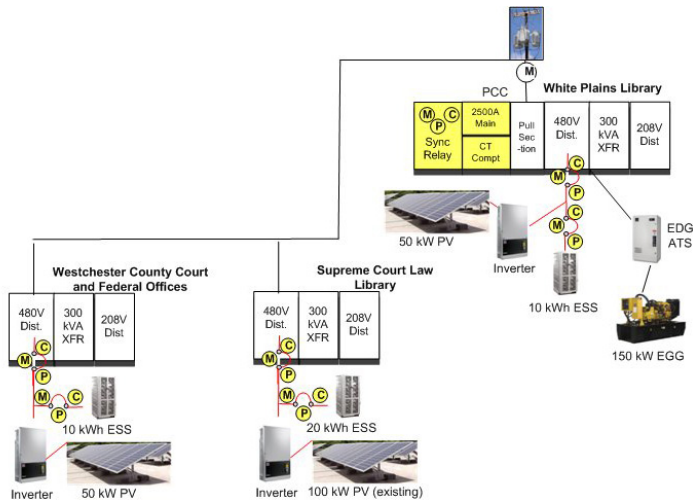 M
PCC
White Plains Library
M C
P
Sync
Relay
2500A
Main
CT
Compt
Pull
Sec
-tion
480V
Dist.
300
kVA
XFR
208V
Dist
C
M
P
C
M
P
50 kW PV
Inverter
10 kWh ESS
EDG
ATS
150 kW EGG
Westchester County Court
and Federal Offices
480V
Dist.
300
kVA
XFR
208V
Dist
C
M
P
M C
P
10 kWh ESS
Inverter
50 kW PV
Supreme Court Law
Library
480V
Dist.
300
kVA
XFR
208V
Dist
C
M
P
M C
P
20 kWh ESS
Inverter
100 kW PV (existing)